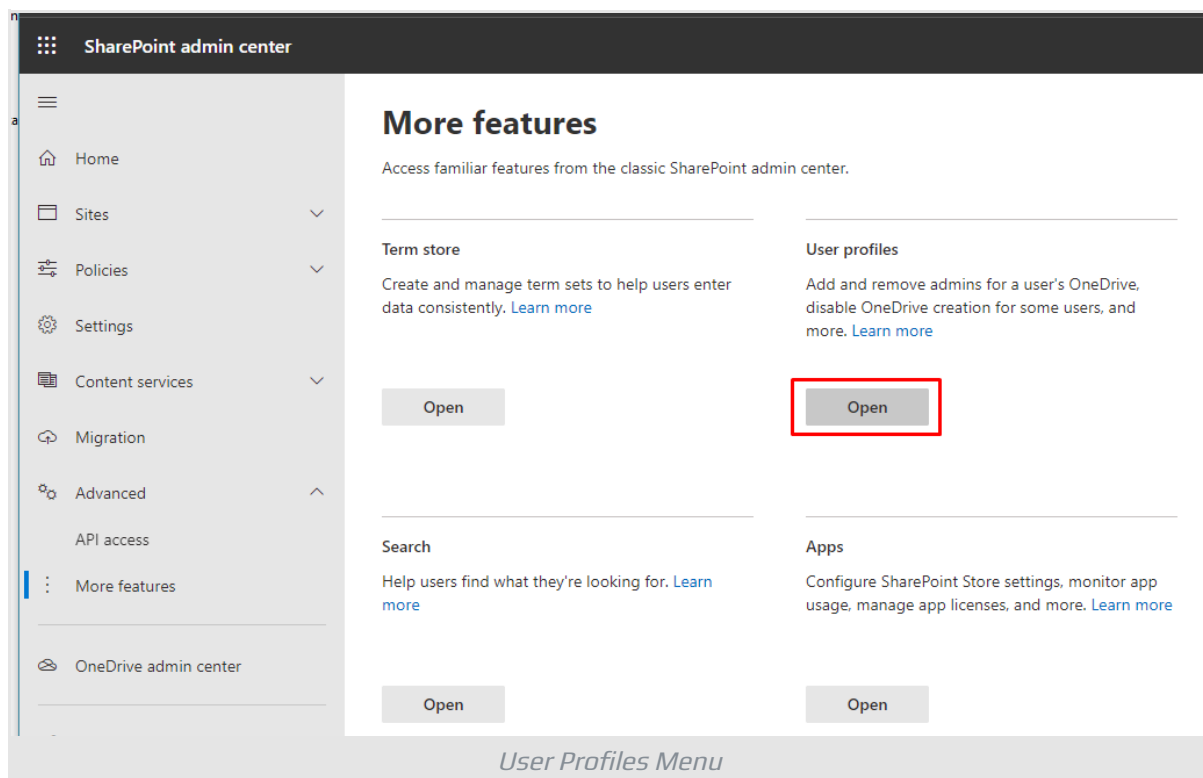 n
SharePoint admin center
a
Home
Sites
Policies
Settings
Content services
Migration
Advanced
API access
More features
OneDrive admin center
More features
Access familiar features from the classic SharePoint admin center.
Term store
Create and manage term sets to help users enter
data consistently. Learn more
Open
User profiles
Add and remove admins for a user's OneDrive,
disable OneDrive creation for some users, and
more. Learn more
Open
Search
Help users find what they're looking for. Learn
more
Open
Apps
Configure SharePoint Store settings, monitor app
usage, manage app licenses, and more. Learn more
Open
User Profiles Menu